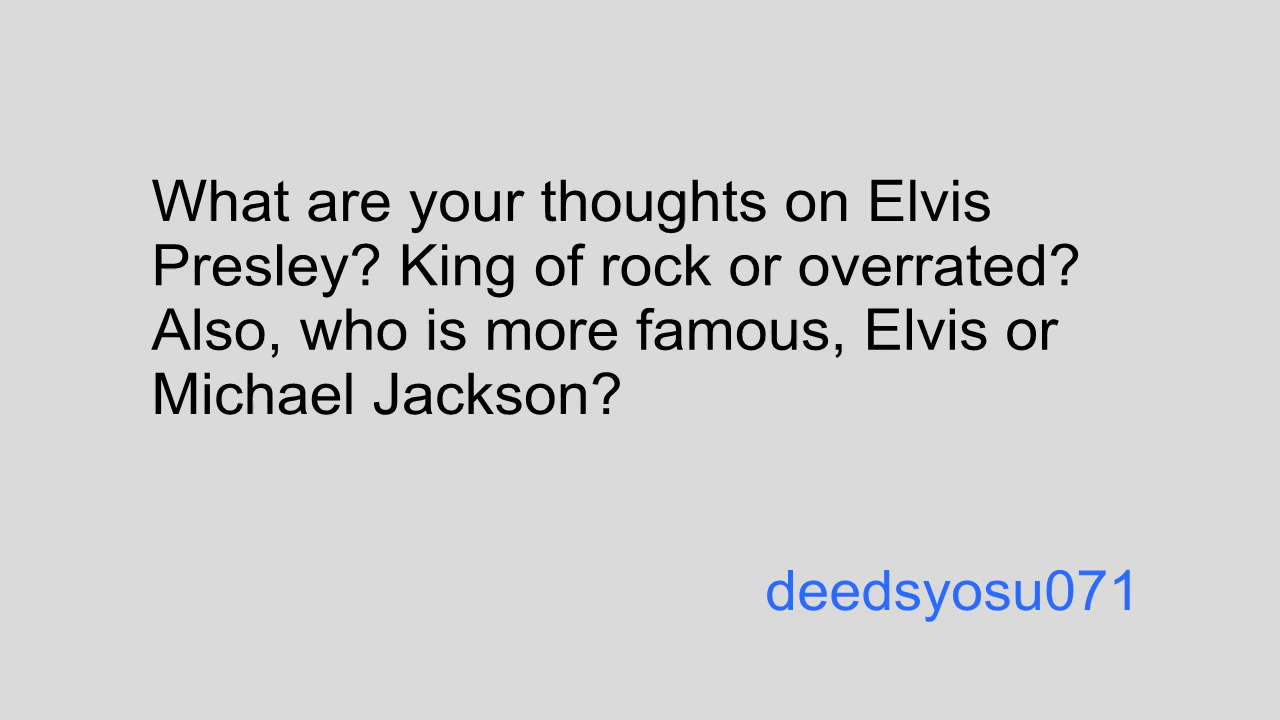 What are your thoughts on Elvis
Presley? King of rock or overrated?
Also, who is more famous, Elvis or
Michael Jackson?
deedsyosu071